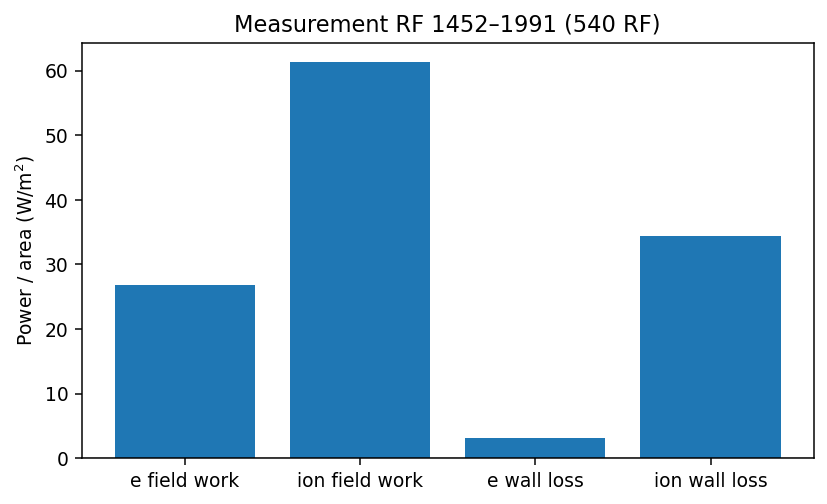 Measurement RF 1452–1991 (540 RF)
Power / area (W/m²)
60
50
40
30
20
10
0
e field work
ion field work
e wall loss
ion wall loss